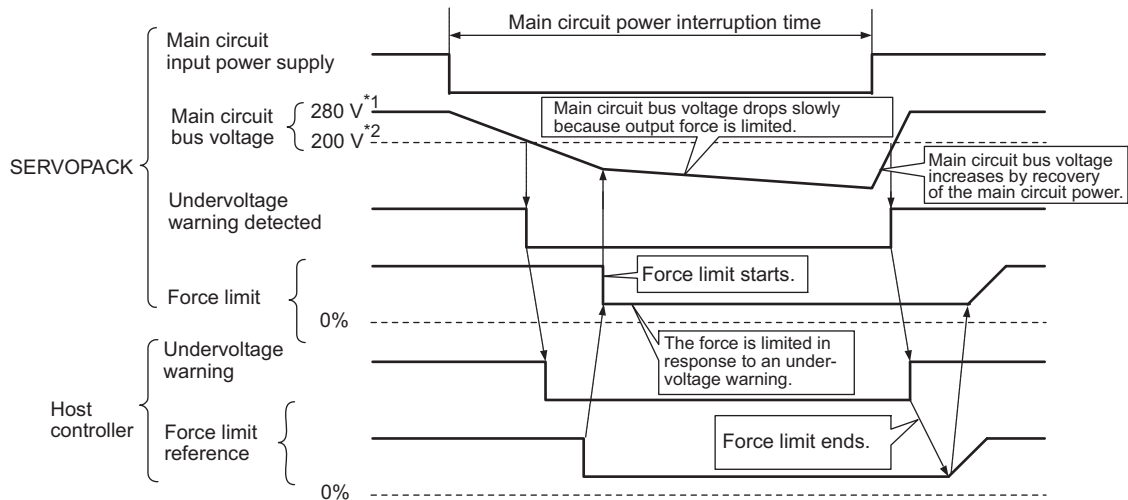 Main circuit power interruption time
Main circuit
input power supply
Main circuit
bus voltage
280 V*1
200 V*2
Main circuit bus voltage drops slowly
because output force is limited.
Main circuit bus voltage
increases by recovery
of the main circuit power.
SERVOPACK
Undervoltage
warning detected
Force limit starts.
Force limit
0%
The force is limited in
response to an under-
voltage warning.
Undervoltage
warning
Host
controller
Force limit
reference
Force limit ends.
0%